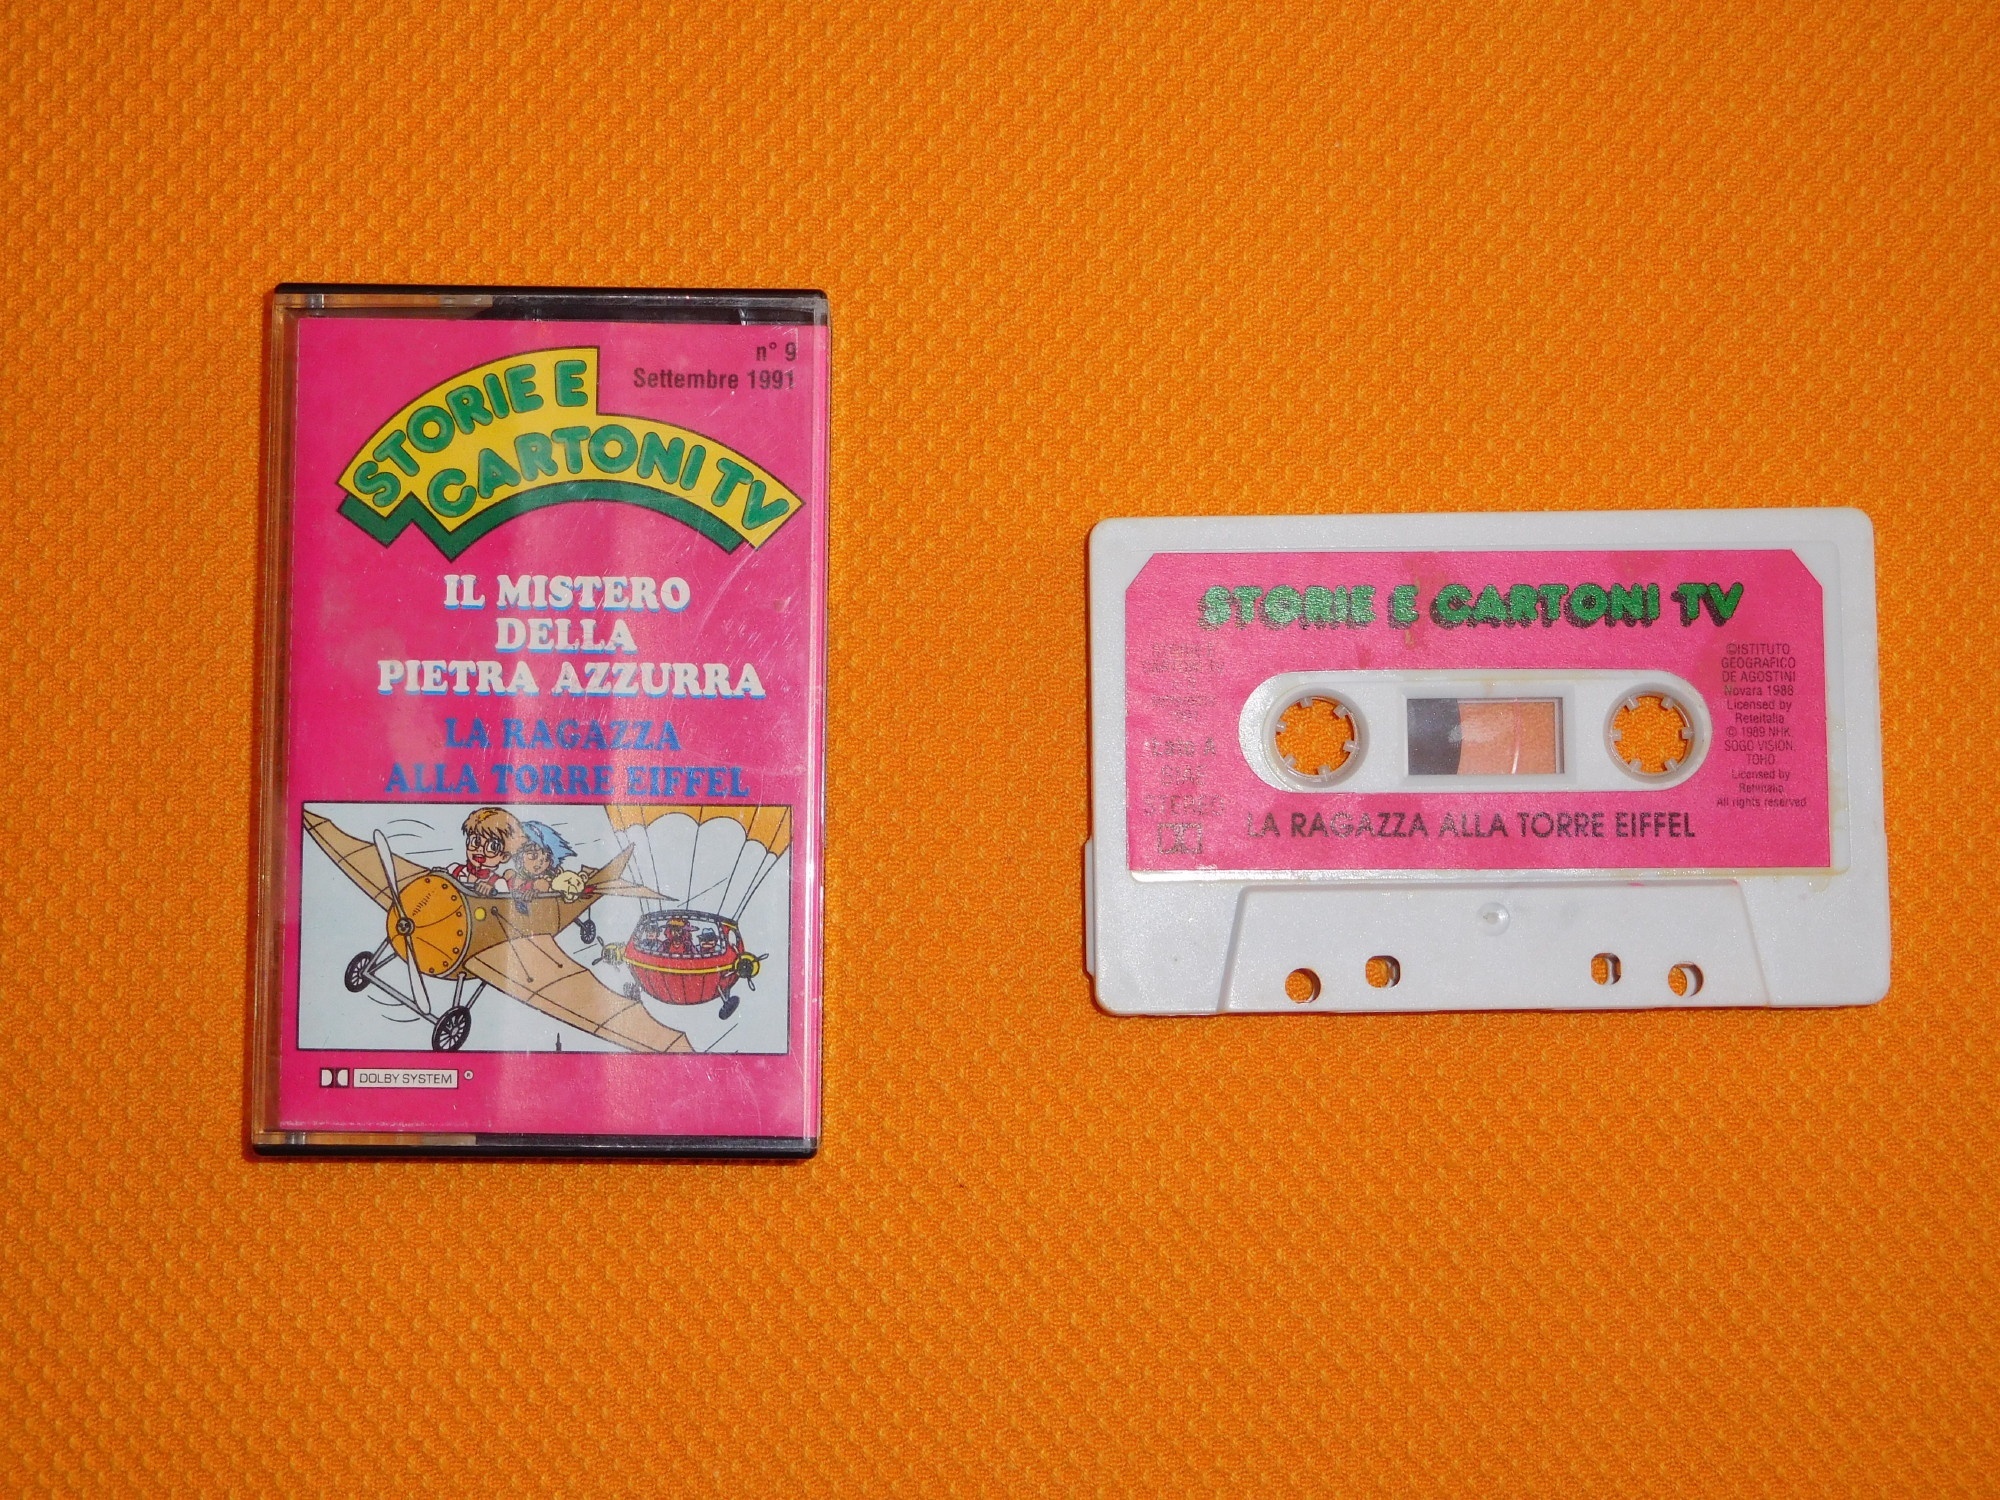 n° 9
Settembre 1991
STORIE E
CARTONI TV
IL MISTERO
DELLA
PIETRA AZZURRA
LA RAGAZZA
ALLA TORRE EIFFEL
DOLBY SYSTEM ®
STORIE E CARTONI TV
STEREO
LA RAGAZZA ALLA TORRE EIFFEL
©ISTITUTO
GEOGRAFICO
DE AGOSTINI
Novara 1988
Licensed by
Reteitalia
© 1989 NHK,
SOGO VISION,
TOHO
Licensed by
Reteitalia
All rights reserved